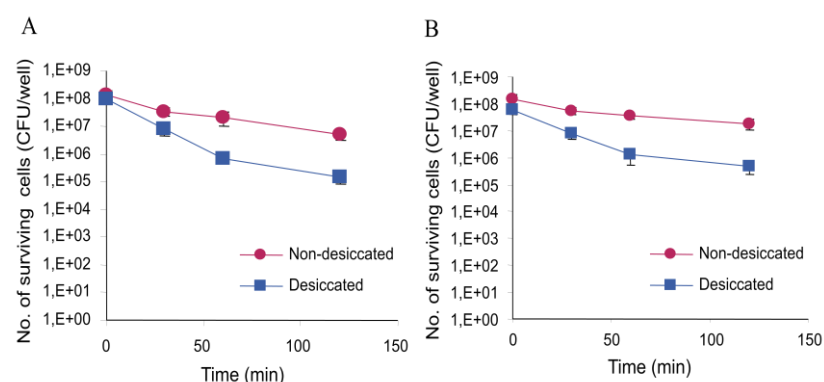 A
No. of surviving cells (CFU/well)
1,E+09
1,E+08
1,E+07
1,E+06
1,E+05
1,E+04
1,E+03
1,E+02
1,E+01
1,E+00
Non-desiccated
Desiccated
0
50
100
150
Time (min)
B
No. of surviving cells (CFU/well)
1,E+09
1,E+08
1,E+07
1,E+06
1,E+05
1,E+04
1,E+03
1,E+02
1,E+01
1,E+00
Non-desiccated
Desiccated
0
50
100
150
Time (min)